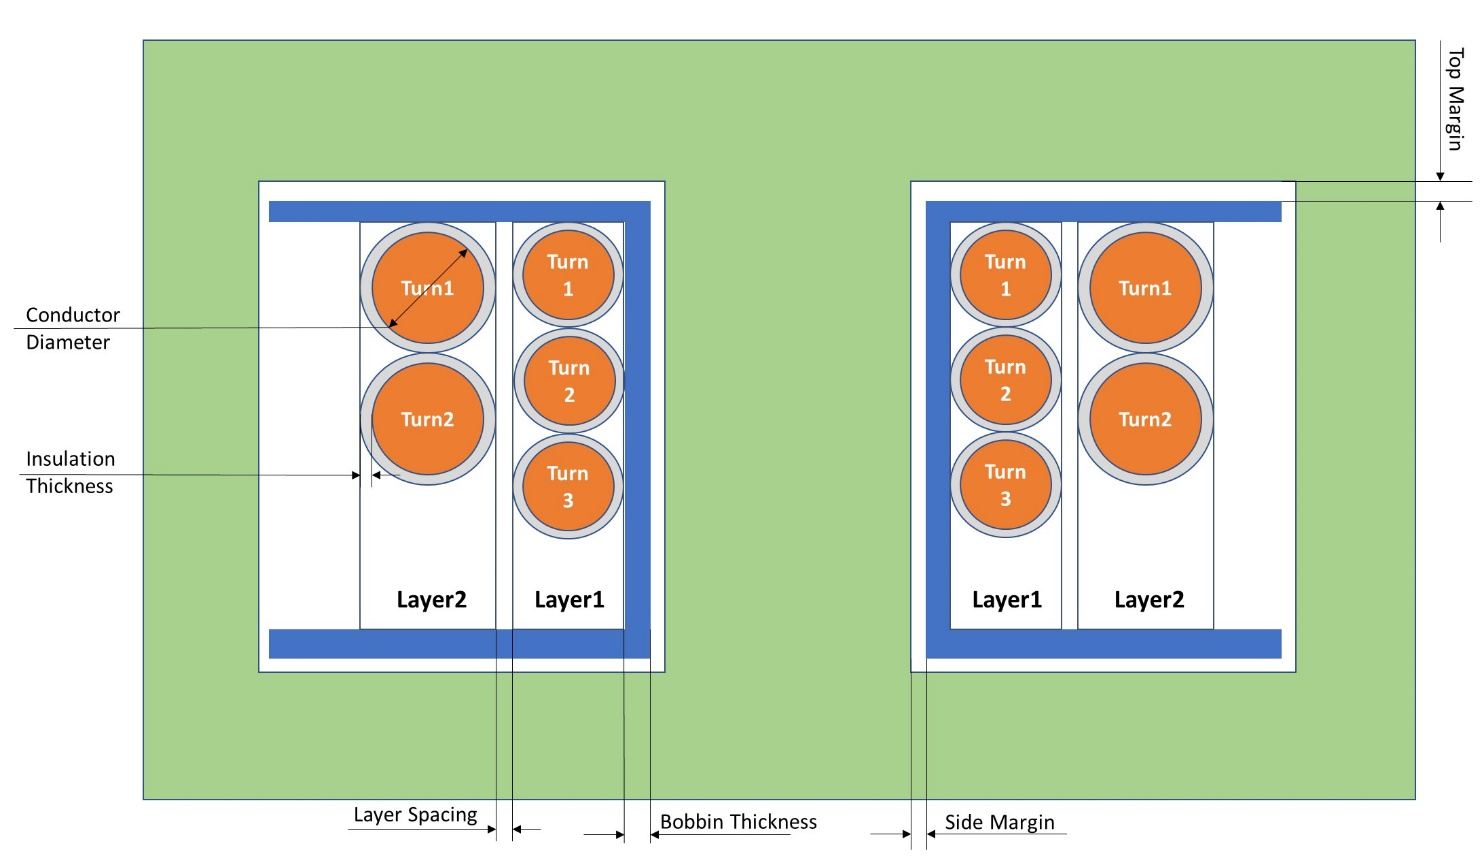 Top Margin
Turn1
Turn
1
Turn
1
Turn1
Conductor
Diameter
Turn
2
Turn
2
Turn2
Turn2
Insulation
Thickness
Turn
3
Turn
3
Layer2
Layer1
Layer1
Layer2
Layer Spacing
Bobbin Thickness
Side Margin